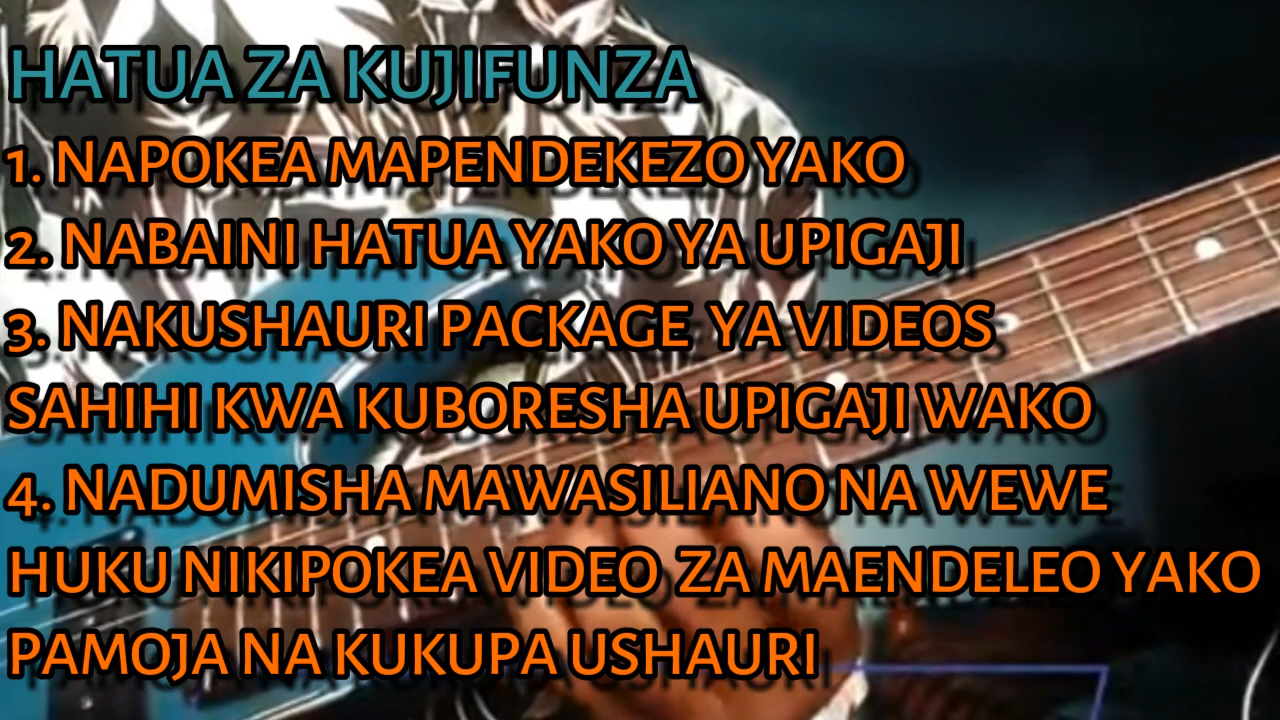 HATUA ZA KUJIFUNZA
1. NAPOKEA MAPENDEKEZO YAKO
2. NABAINI HATUA YAKO YA UPIGAJI
3. NAKUSHAURI PACKAGE YA VIDEOS
SAHIHI KWA KUBORESHA UPIGAJI WAKO
4. NADUMISHA MAWASILIANO NA WEWE
HUKU NIKIPOKEA VIDEO ZA MAENDELEO YAKO
PAMOJA NA KUKUPA USHAURI